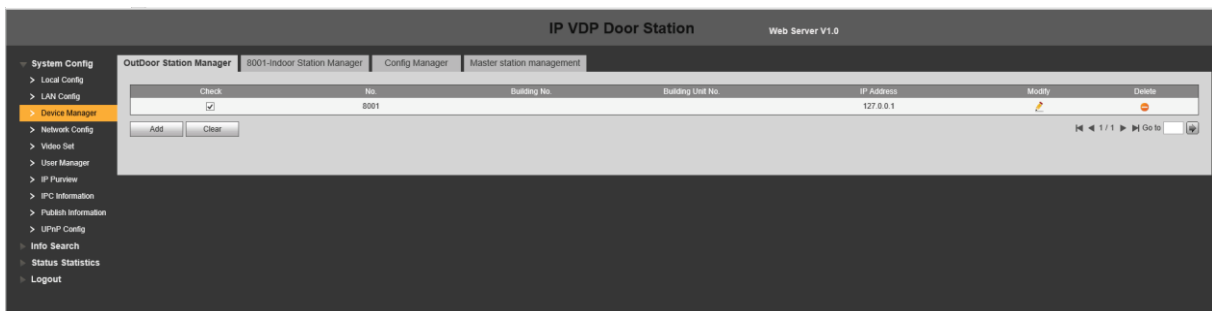 IP VDP Door Station Web Server V1.0
System Config
Local Config
LAN Config
Device Manager
Network Config
Video Set
User Manager
IP Purview
IPC Information
Publish Information
UPnP Config
Info Search
Status Statistics
Logout
OutDoor Station Manager 8001-Indoor Station Manager Config Manager Master station management
Check No. Building No. Building Unit No. IP Address Modify Delete
8001 127.0.0.1
Add Clear 1 / 1 Go to